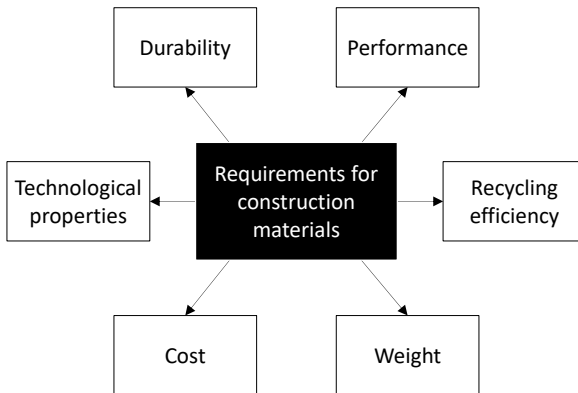 Durability
Performance
Requirements for
construction
materials
Technological
properties
Recycling
efficiency
Cost
Weight